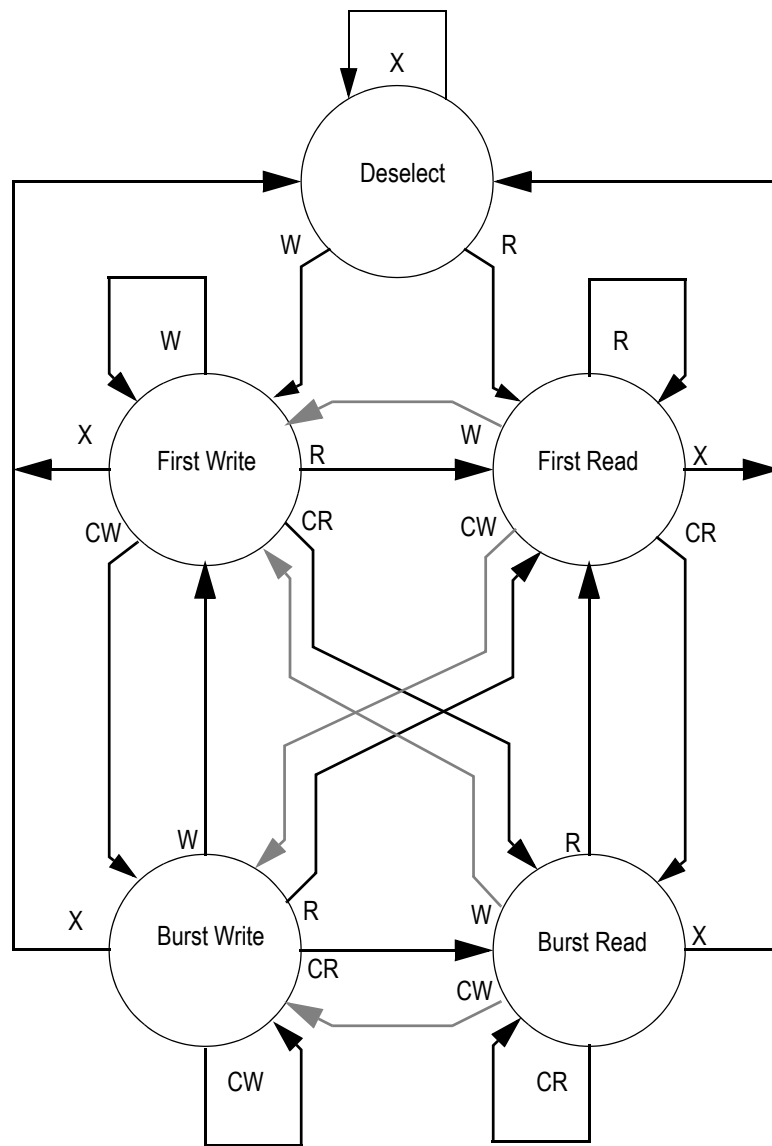 X
Deselect
W
R
W
R
X
W
First Write
R
First Read
X
CW
CR
CW
CR
W
R
X
R
W
Burst Write
Burst Read
X
CR
CW
CW
CR